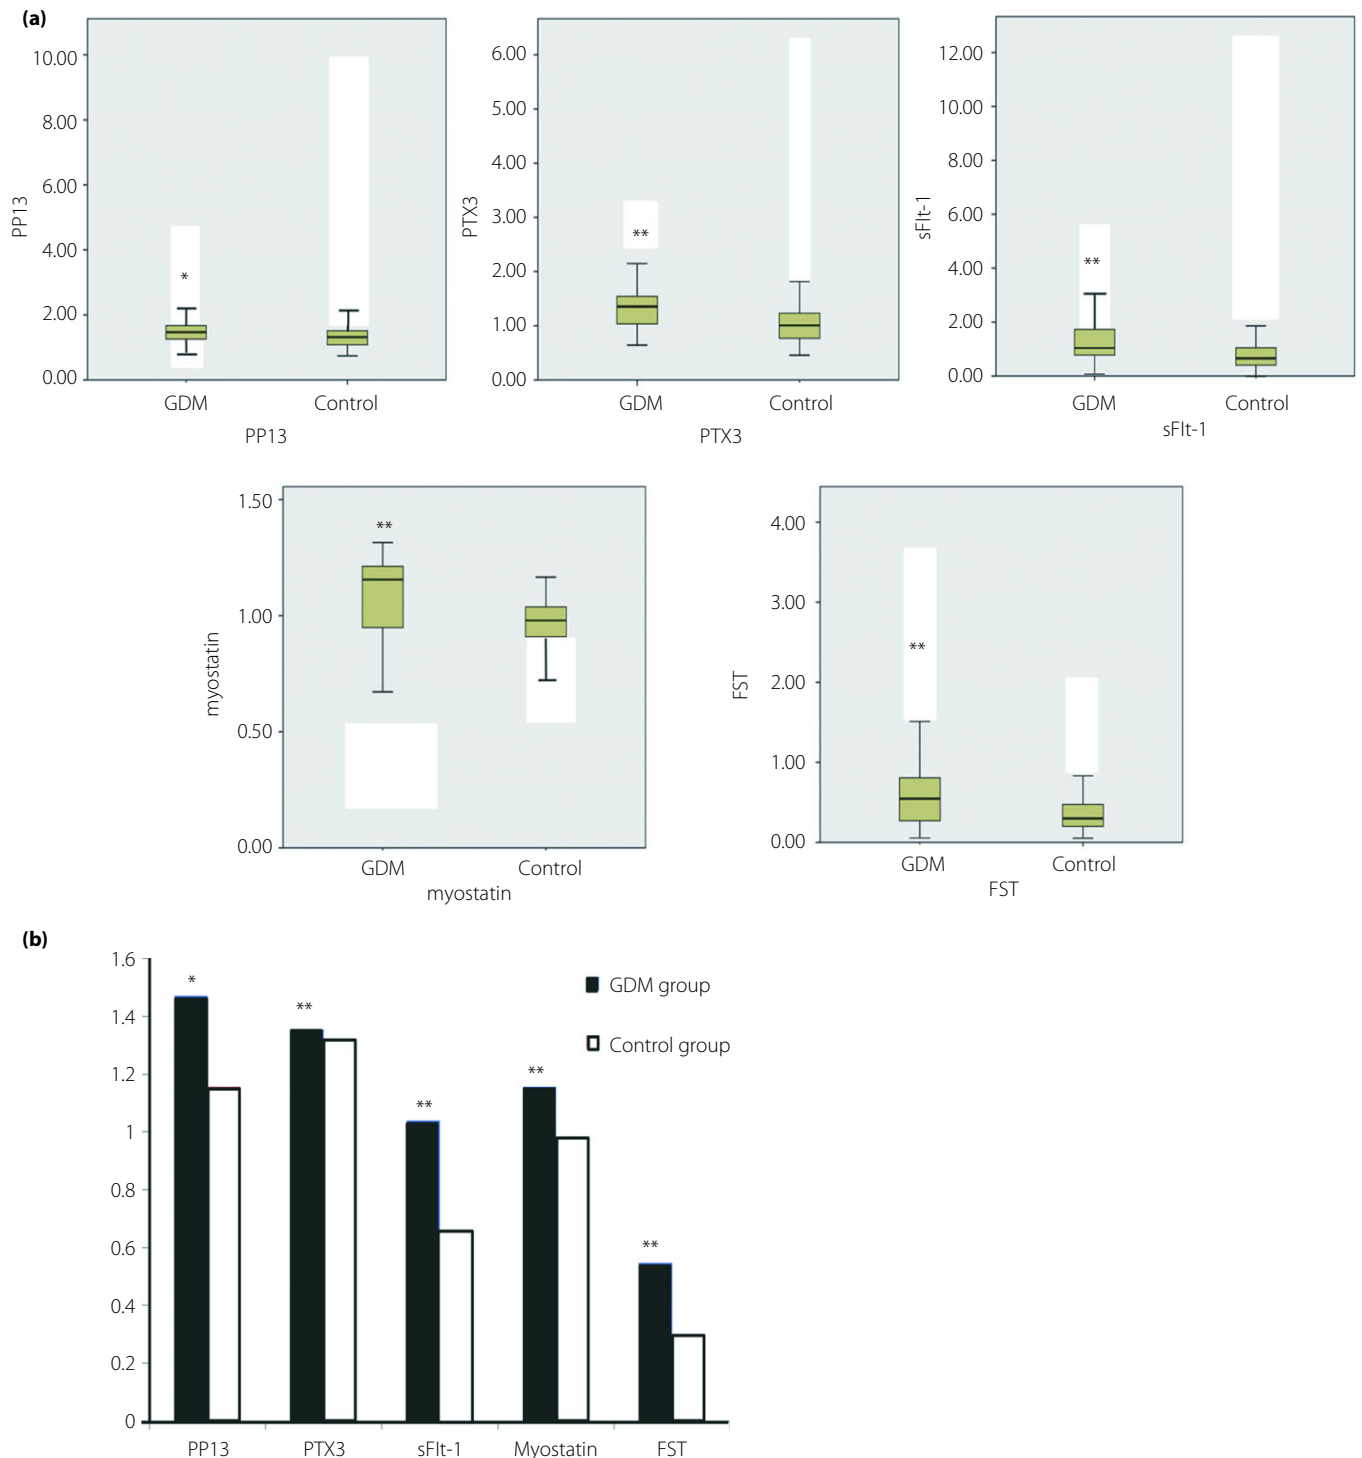 (a)
10.00
8.00
6.00
4.00
2.00
0.00
PP13
*
GDM
Control
PP13
6.00
5.00
4.00
3.00
2.00
1.00
0.00
PTX3
**
GDM
Control
PTX3
12.00
10.00
8.00
6.00
4.00
2.00
0.00
sFlt-1
**
GDM
Control
sFlt-1
1.50
1.00
0.50
0.00
myostatin
**
GDM
Control
myostatin
4.00
3.00
2.00
1.00
0.00
FST
**
GDM
Control
FST
(b)
1.6
1.4
1.2
1
0.8
0.6
0.4
0.2
0
*
**
**
**
**
GDM group
Control group
PP13
PTX3
sFlt-1
Myostatin
FST